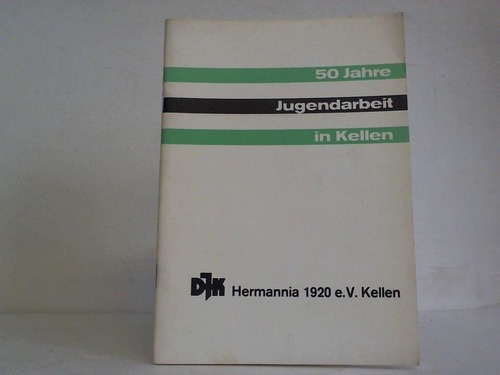 50 Jahre
Jugendarbeit
in Kellen
DJK Hermannia 1920 e.V. Kellen